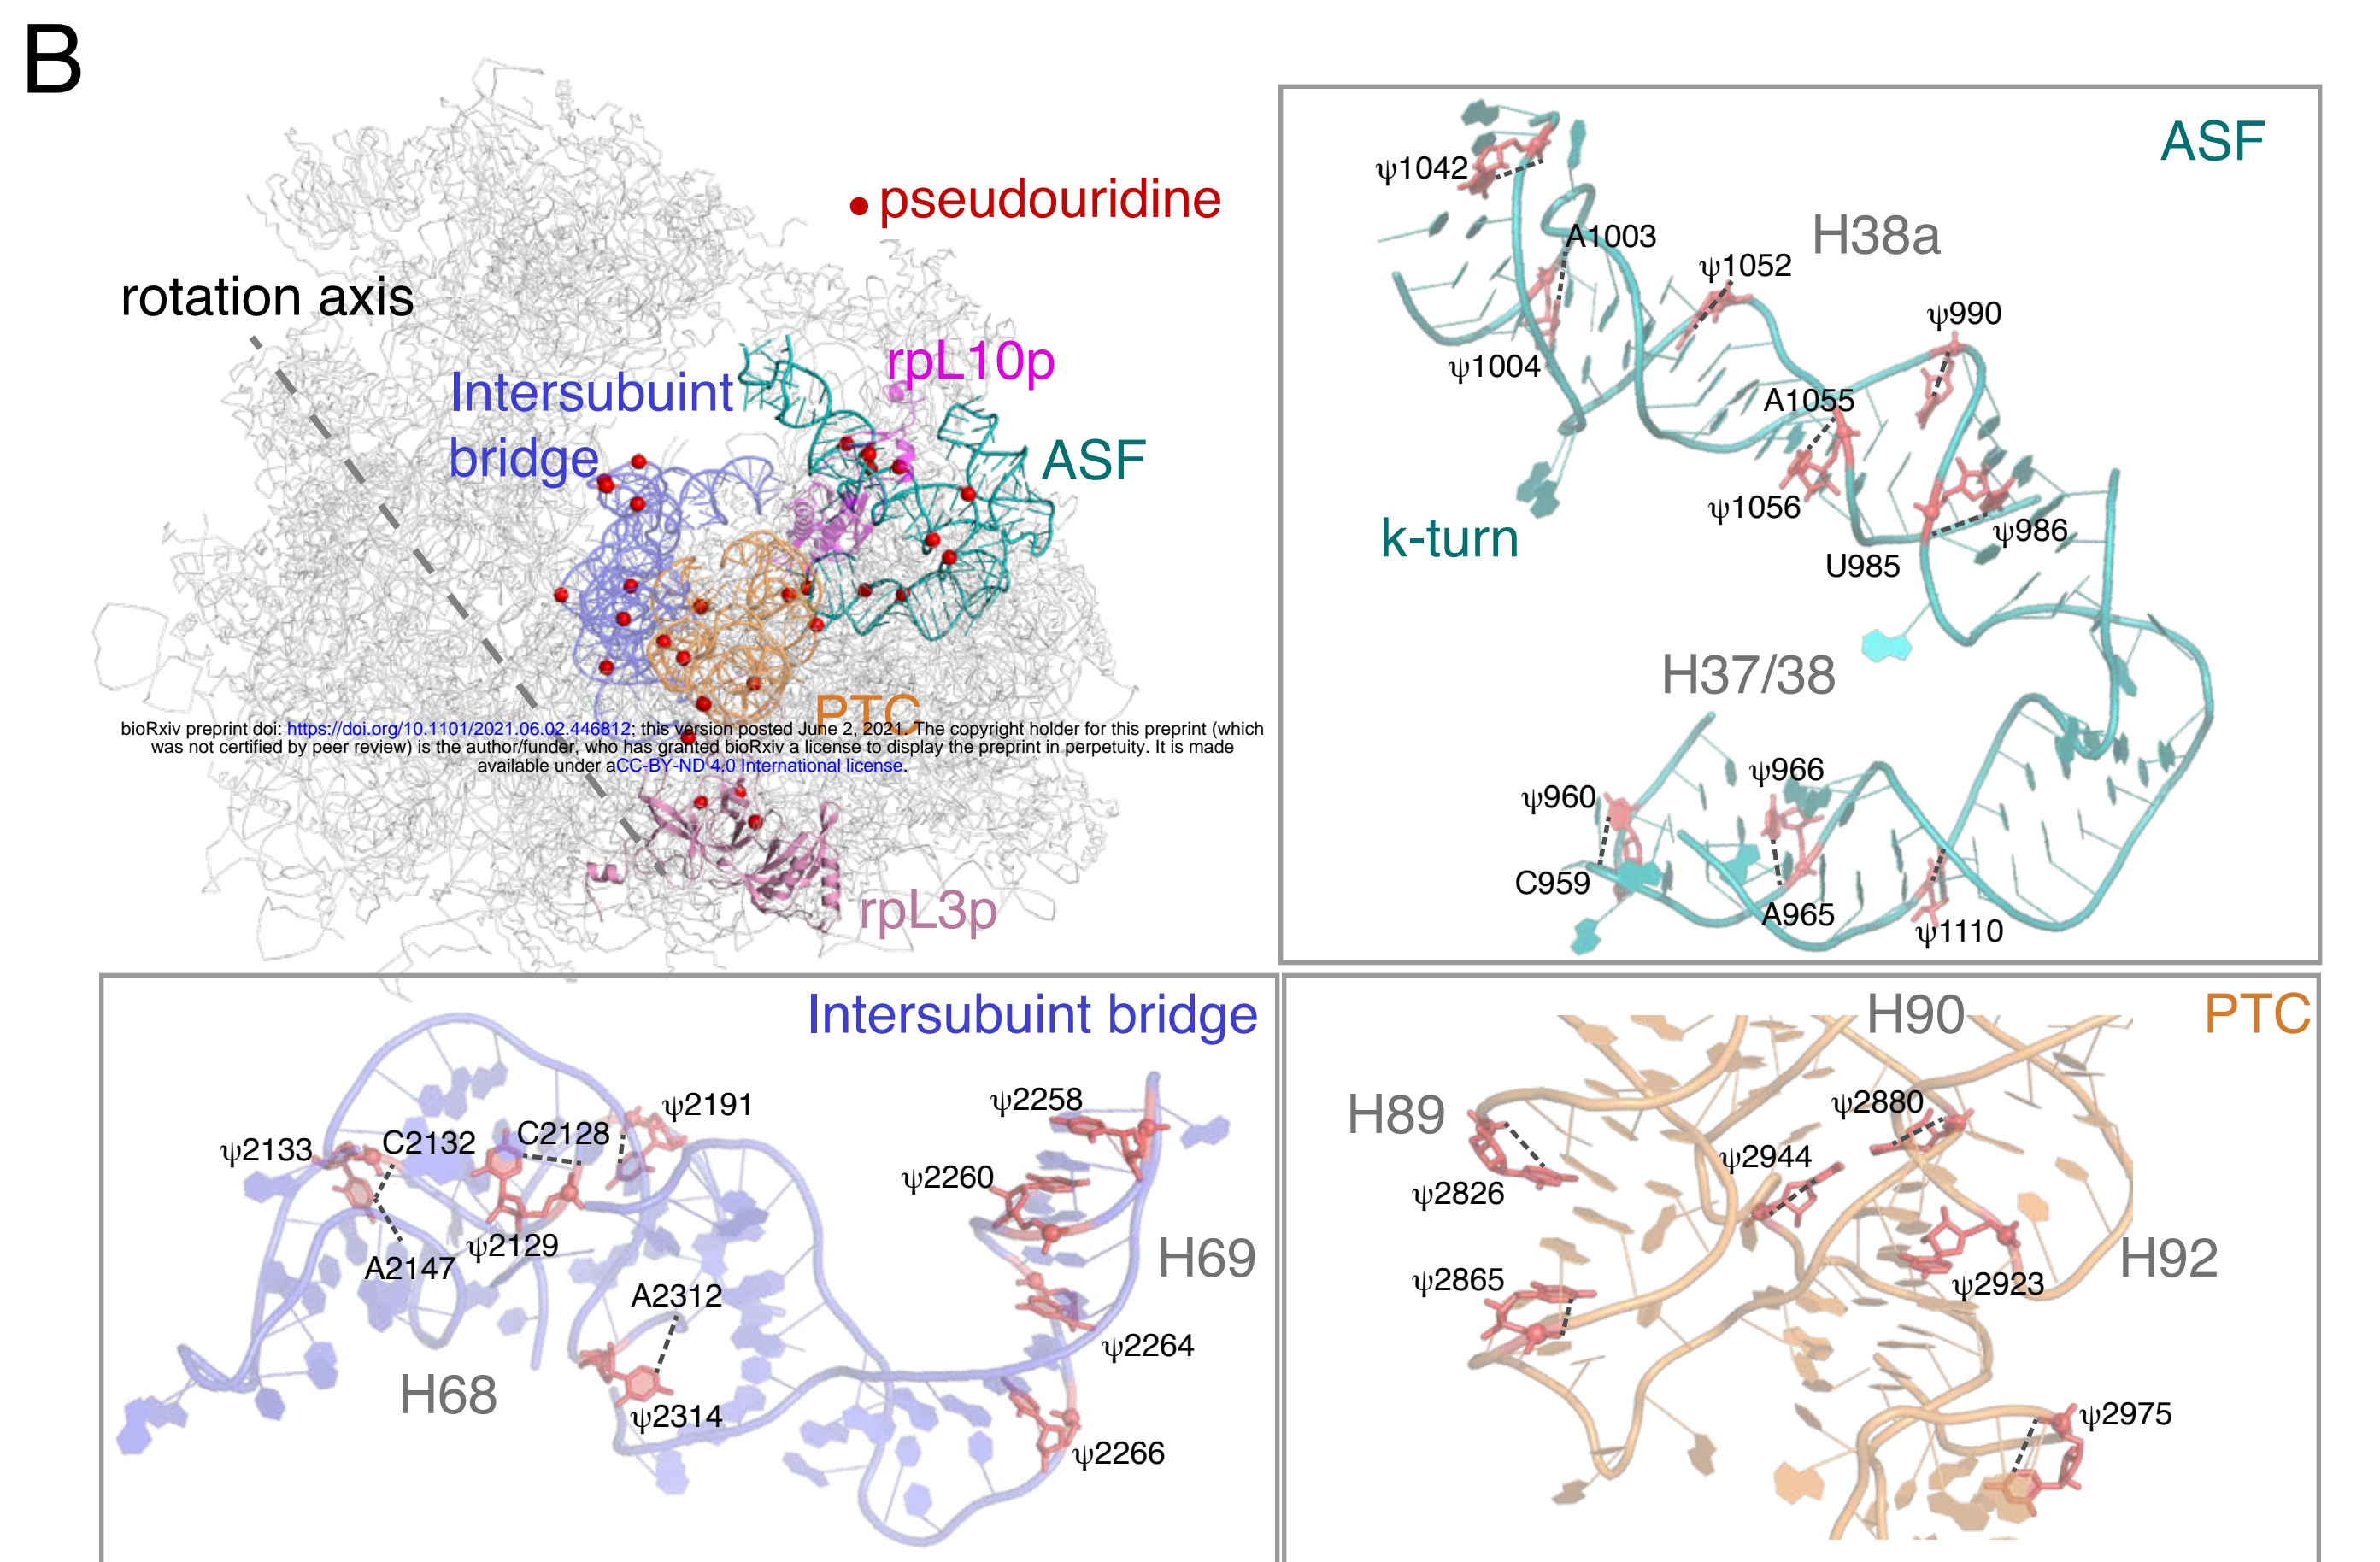 B
pseudouridine
rotation axis
rpL10p
Intersubuint
bridge
ASF
PTC
bioRxiv preprint doi: https://doi.org/10.1101/2021.06.02.446812; this version posted June 2, 2021. The copyright holder for this preprint (which
was not certified by peer review) is the author/funder, who has granted bioRxiv a license to display the preprint in perpetuity. It is made
available under aCC-BY-ND 4.0 International license.
rpL3p
ASF
ψ1042
A1003
H38a
ψ1052
ψ990
ψ1004
A1055
ψ1056
k-turn
ψ986
U985
H37/38
ψ966
ψ960
C959
A965
ψ1110
Intersubuint bridge
ψ2258
ψ2191
C2128
C2132
ψ2133
ψ2260
ψ2129
A2147
H69
A2312
ψ2264
H68
ψ2314
ψ2266
H90
PTC
H89
ψ2880
ψ2944
ψ2826
H92
ψ2865
ψ2923
ψ2975